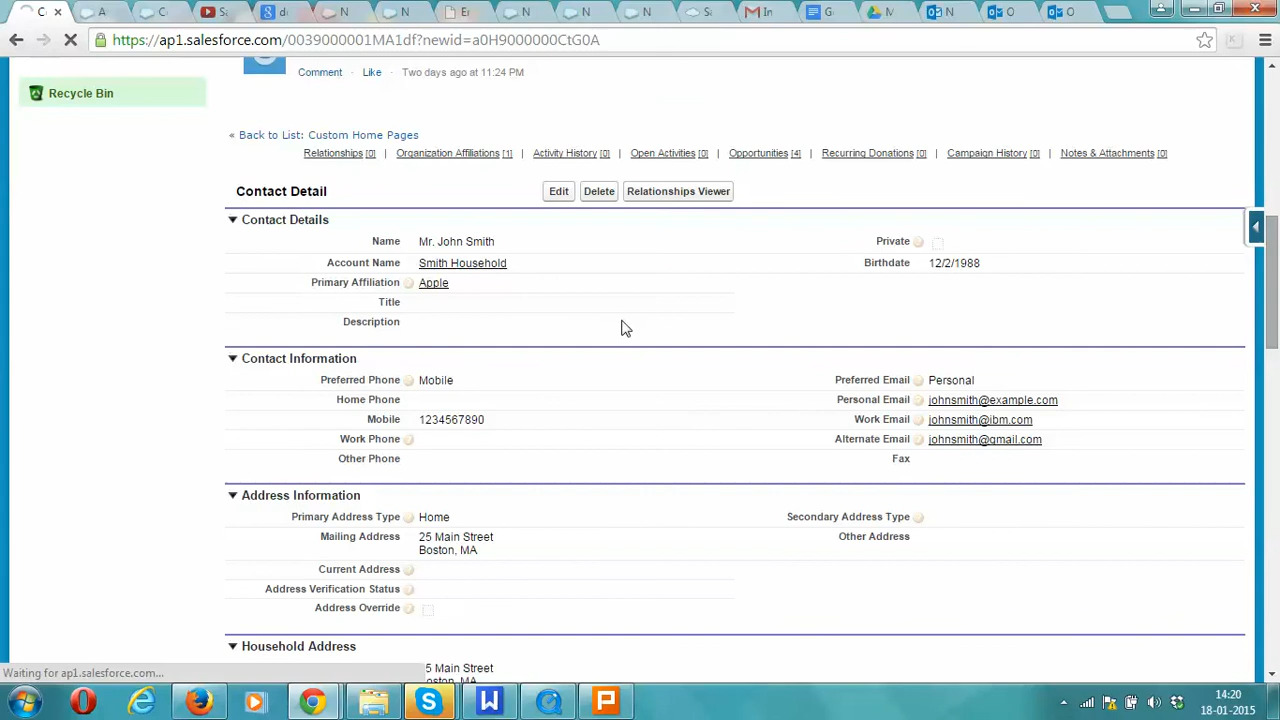 C
A
C
S
d
N
N
Er
N
N
N
Sa
In
G
M
N
O
O
https://ap1.salesforce.com/0039000001MA1df?newid=a0H9000000CtG0A
Comment · Like · Two days ago at 11:24 PM
Recycle Bin
« Back to List: Custom Home Pages
Relationships [0] | Organization Affiliations [1] | Activity History [0] | Open Activities [0] | Opportunities [4] | Recurring Donations [0] | Campaign History [0] | Notes & Attachments [0]
Contact Detail Edit Delete Relationships Viewer
Contact Details
Name Mr. John Smith Private
Account Name Smith Household Birthdate 12/2/1988
Primary Affiliation Apple
Title
Description
Contact Information
Preferred Phone Mobile Preferred Email Personal
Home Phone Personal Email johnsmith@example.com
Mobile 1234567890 Work Email johnsmith@ibm.com
Work Phone Alternate Email johnsmith@gmail.com
Other Phone Fax
Address Information
Primary Address Type Home Secondary Address Type
Mailing Address 25 Main Street Other Address
Boston, MA
Current Address
Address Verification Status
Address Override
Household Address
5 Main Street
Waiting for ap1.salesforce.com...
14:20
18-01-2015